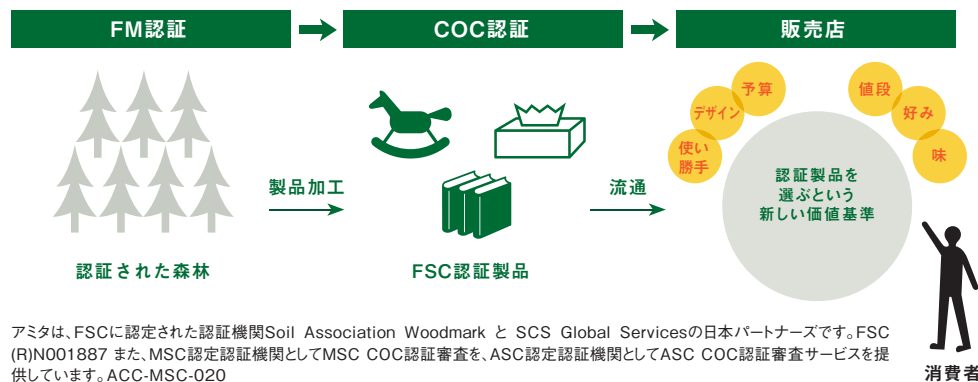 FM認証
COC認証
販売店
予算
デザイン
使い
勝手
値段
好み
味
製品加工
流通
認証製品を
選ぶという
新しい価値基準
認証された森林
FSC認証製品
アミタは、FSCに認定された認証機関Soil Association Woodmark と SCS Global Servicesの日本パートナーズです。FSC
(R)N001887 また、MSC認定認証機関としてMSC COC認証審査を、ASC認定認証機関としてASC COC認証審査サービスを提
供しています。ACC-MSC-020
消費者